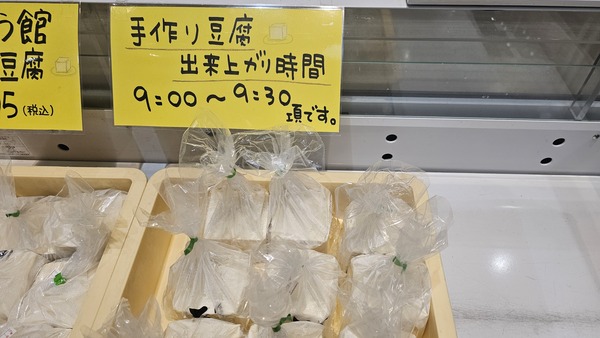 う館
豆腐
5(税込)
手作り豆腐
出来上がり時間
9:00~9:30
項です。